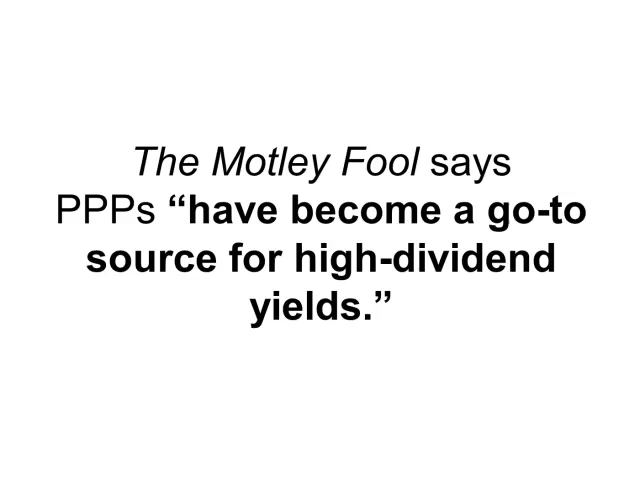 The Motley Fool says
PPPs “have become a go-to
source for high-dividend
yields.”